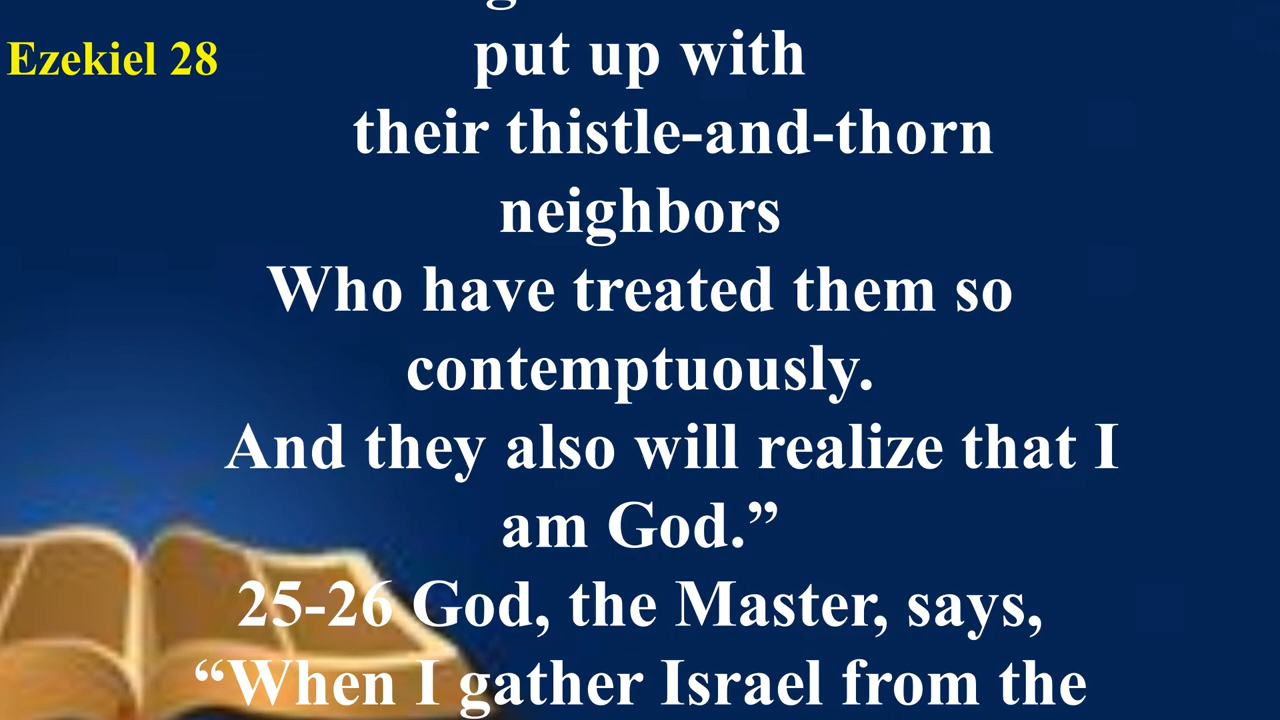 Ezekiel 28
put up with
their thistle-and-thorn
neighbors
Who have treated them so
contemptuously.
And they also will realize that I
am God.”
25-26 God, the Master, says,
“When I gather Israel from the